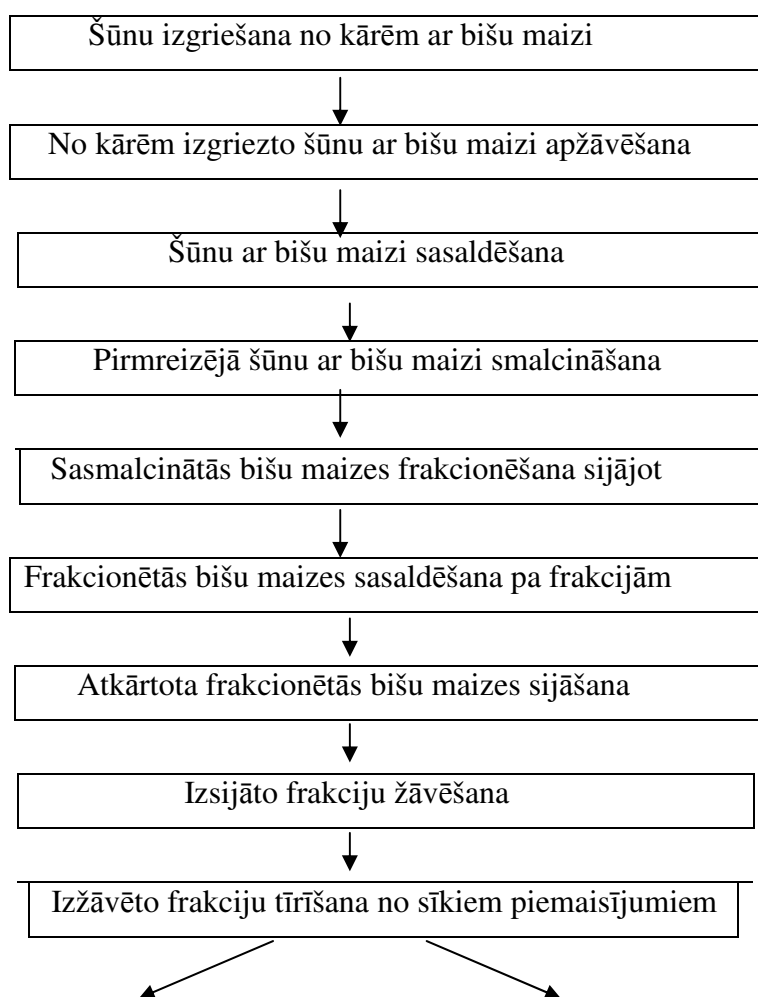 Šūnu izgriešana no kārēm ar bišu maizi
No kārēm izgriezto šūnu ar bišu maizi apžāvēšana
Šūnu ar bišu maizi sasaldēšana
Pirmreizējā šūnu ar bišu maizi smalcināšana
Sasmalcinātās bišu maizes frakcionēšana sijājot
Frakcionētās bišu maizes sasaldēšana pa frakcijām
Atkārtota frakcionētās bišu maizes sijāšana
Izsijāto frakciju žāvēšana
Izžāvēto frakciju tīrīšana no sīkiem piemaisījumiem